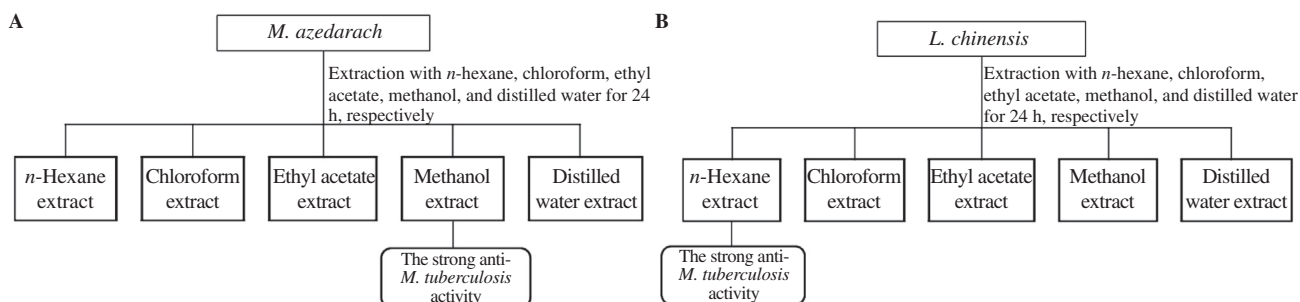 A
M. azedarach
Extraction with n-hexane, chloroform, ethyl
acetate, methanol, and distilled water for 24
h, respectively
n-Hexane
extract
Chloroform
extract
Ethyl acetate
extract
Methanol
extract
Distilled
water extract
The strong anti-
M. tuberculosis
activity
B
L. chinensis
Extraction with n-hexane, chloroform,
ethyl acetate, methanol, and distilled water
for 24 h, respectively
n-Hexane
extract
Chloroform
extract
Ethyl acetate
extract
Methanol
extract
Distilled
water extract
The strong anti-
M. tuberculosis
activity